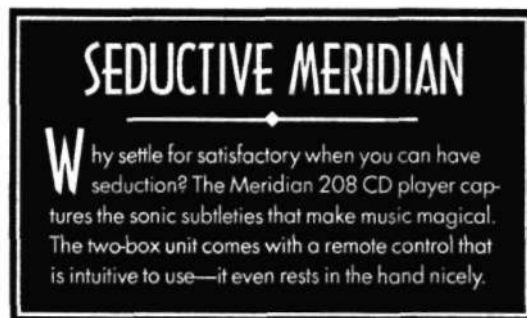 SEDUCTIVE MERIDIAN
Why settle for satisfactory when you can have
seduction? The Meridian 208 CD player cap-
tures the sonic subtleties that make music magical.
The two-box unit comes with a remote control that
is intuitive to use—it even rests in the hand nicely.